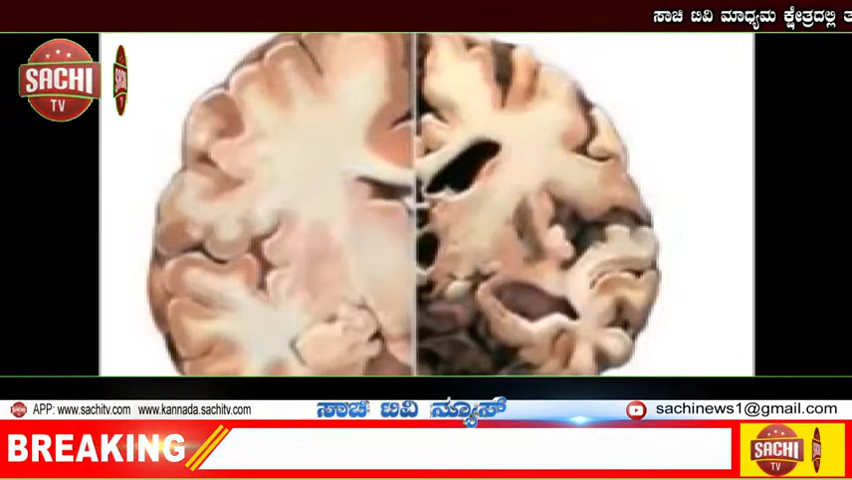 ಸಾಚಿ ಟಿವಿ ಮಾಧ್ಯಮ ಕ್ಷೇತ್ರದಲ್ಲಿ
SACHI
TV
APP: www.sachitv.com www.kannada.sachitv.com
ಸಾಚಿ ಟಿವಿ ನ್ಯೂಸ್
sachinews1@gmail.com
BREAKING
SACHI
TV